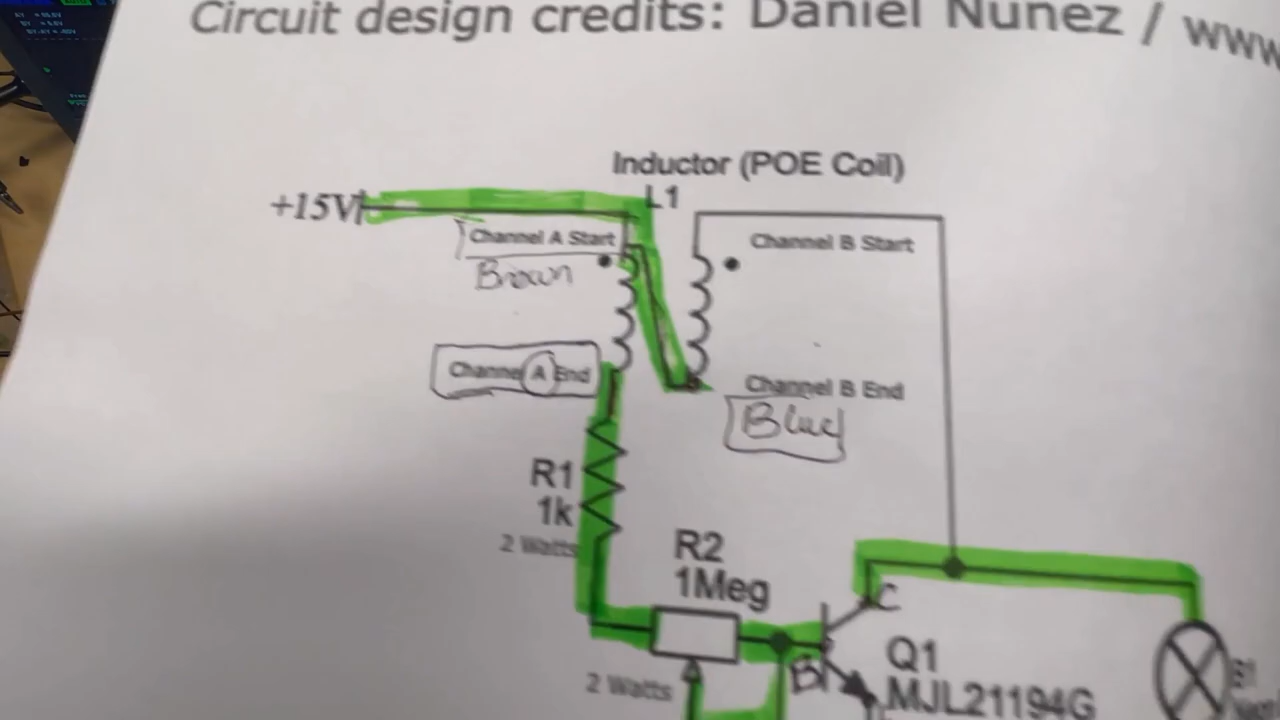 Circuit design credits: Daniel Nunez / www
Inductor (POE Coil)
L1
+15V
Channel A Start
Channel B Start
Brown
Channel A End
Channel B End
Blue
R1
1k
2 Watts
R2
1Meg
C
B
Q1
MJL21194G
2 Watts